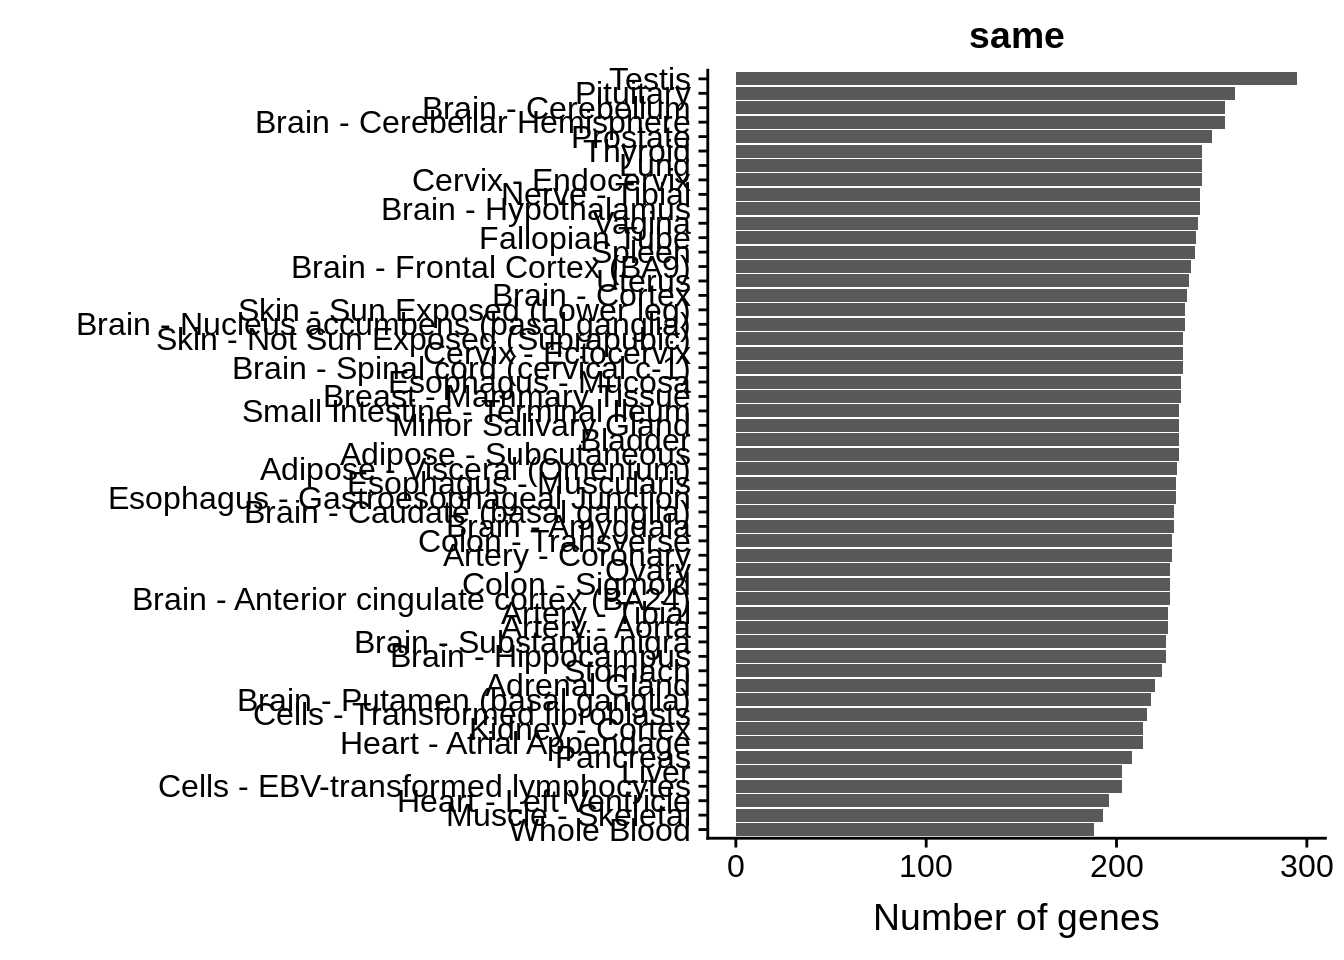 same
Testis
Pituitary
Brain - Cerebellum
Brain - Cerebellar Hemisphere
Prostate
Thyroid
Lung
Cervix - Endocervix
Nerve - Tibial
Brain - Hypothalamus
Vagina
Fallopian Tube
Spleen
Brain - Frontal Cortex (BA9)
Uterus
Brain - Cortex
Skin - Sun Exposed (Lower leg)
Brain - Nucleus accumbens (basal ganglia)
Skin - Not Sun Exposed (Suprapubic)
Cervix - Ectocervix
Brain - Spinal cord (cervical c-1)
Esophagus - Mucosa
Breast - Mammary Tissue
Small Intestine - Terminal Ileum
Minor Salivary Gland
Bladder
Adipose - Subcutaneous
Adipose - Visceral (Omentum)
Esophagus - Muscularis
Esophagus - Gastroesophageal Junction
Brain - Caudate (basal ganglia)
Brain - Amygdala
Colon - Transverse
Artery - Coronary
Ovary
Colon - Sigmoid
Brain - Anterior cingulate cortex (BA24)
Artery - Tibial
Artery - Aorta
Brain - Substantia nigra
Brain - Hippocampus
Stomach
Adrenal Gland
Brain - Putamen (basal ganglia)
Cells - Transformed fibroblasts
Kidney - Cortex
Heart - Atrial Appendage
Pancreas
Liver
Cells - EBV-transformed lymphocytes
Heart - Left Ventricle
Muscle - Skeletal
Whole Blood
0 100 200 300
Number of genes